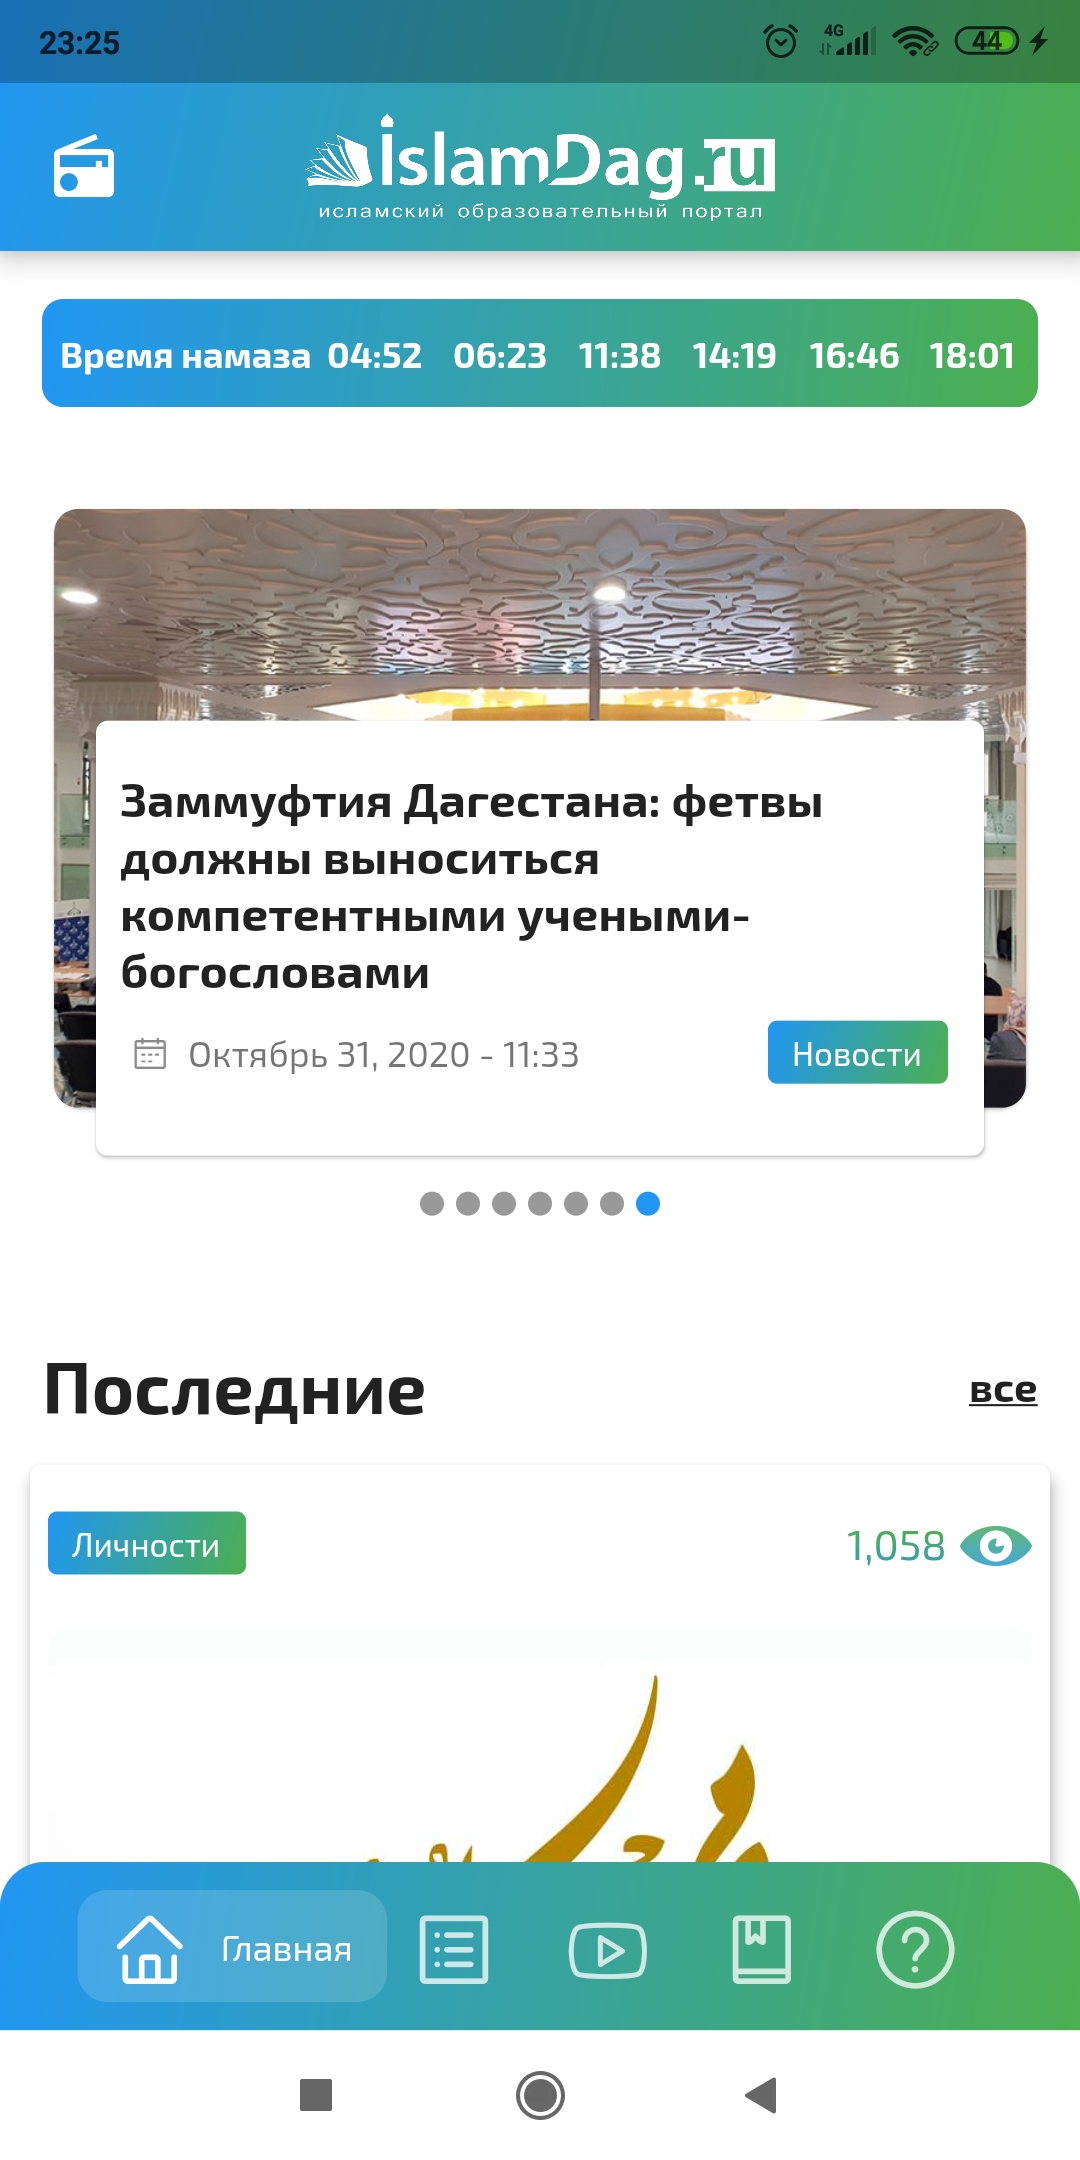 23:25
4G
44
islamDag.ru
исламский образовательный портал
Время намаза 04:52 06:23 11:38 14:19 16:46 18:01
Заммуфтия Дагестана: фетвы
должны выноситься
компетентными учеными-
богословами
Октябрь 31, 2020 - 11:33
Новости
Последние
все
Личности
1,058
Главная